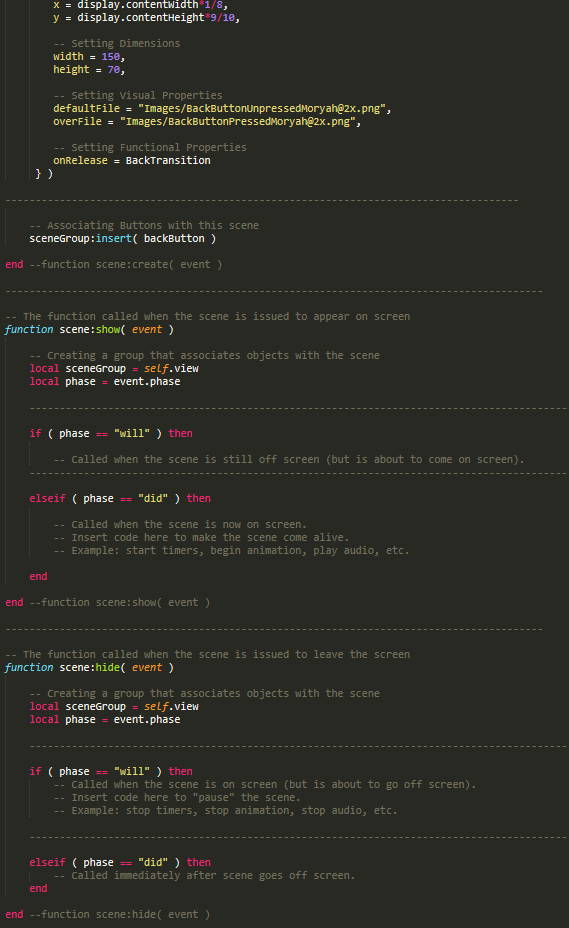 x = display.contentWidth*1/8,
y = display.contentHeight*9/10,
-- Setting Dimensions
width = 150,
height = 70,
-- Setting Visual Properties
defaultFile = "Images/BackButtonUnpressedMoryah@2x.png",
overFile = "Images/BackButtonPressedMoryah@2x.png",
-- Setting Functional Properties
onRelease = BackTransition
} )
-----------------------------------------------------------------------------------------
-- Associating Buttons with this scene
sceneGroup:insert( backButton )
end --function scene:create( event )
-----------------------------------------------------------------------------------------
-- The function called when the scene is issued to appear on screen
function scene:show( event )
-- Creating a group that associates objects with the scene
local sceneGroup = self.view
local phase = event.phase
-----------------------------------------------------------------------------------------
if ( phase == "will" ) then
-- Called when the scene is still off screen (but is about to come on screen).
-----------------------------------------------------------------------------------------
elseif ( phase == "did" ) then
-- Called when the scene is now on screen.
-- Insert code here to make the scene come alive.
-- Example: start timers, begin animation, play audio, etc.
end
end --function scene:show( event )
-----------------------------------------------------------------------------------------
-- The function called when the scene is issued to leave the screen
function scene:hide( event )
-- Creating a group that associates objects with the scene
local sceneGroup = self.view
local phase = event.phase
-----------------------------------------------------------------------------------------
if ( phase == "will" ) then
-- Called when the scene is on screen (but is about to go off screen).
-- Insert code here to "pause" the scene.
-- Example: stop timers, stop animation, stop audio, etc.
-----------------------------------------------------------------------------------------
elseif ( phase == "did" ) then
-- Called immediately after scene goes off screen.
end
end --function scene:hide( event )